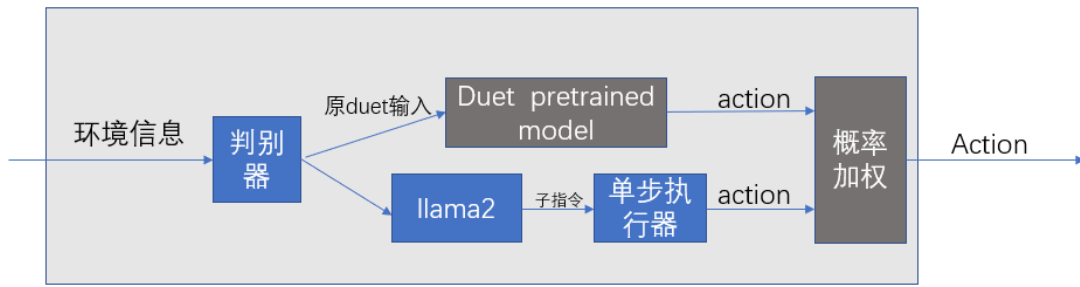 环境信息
判别
器
原duet输入
Duet pretrained
model
action
llama2
子指令
单步执
行器
action
概率
加权
Action